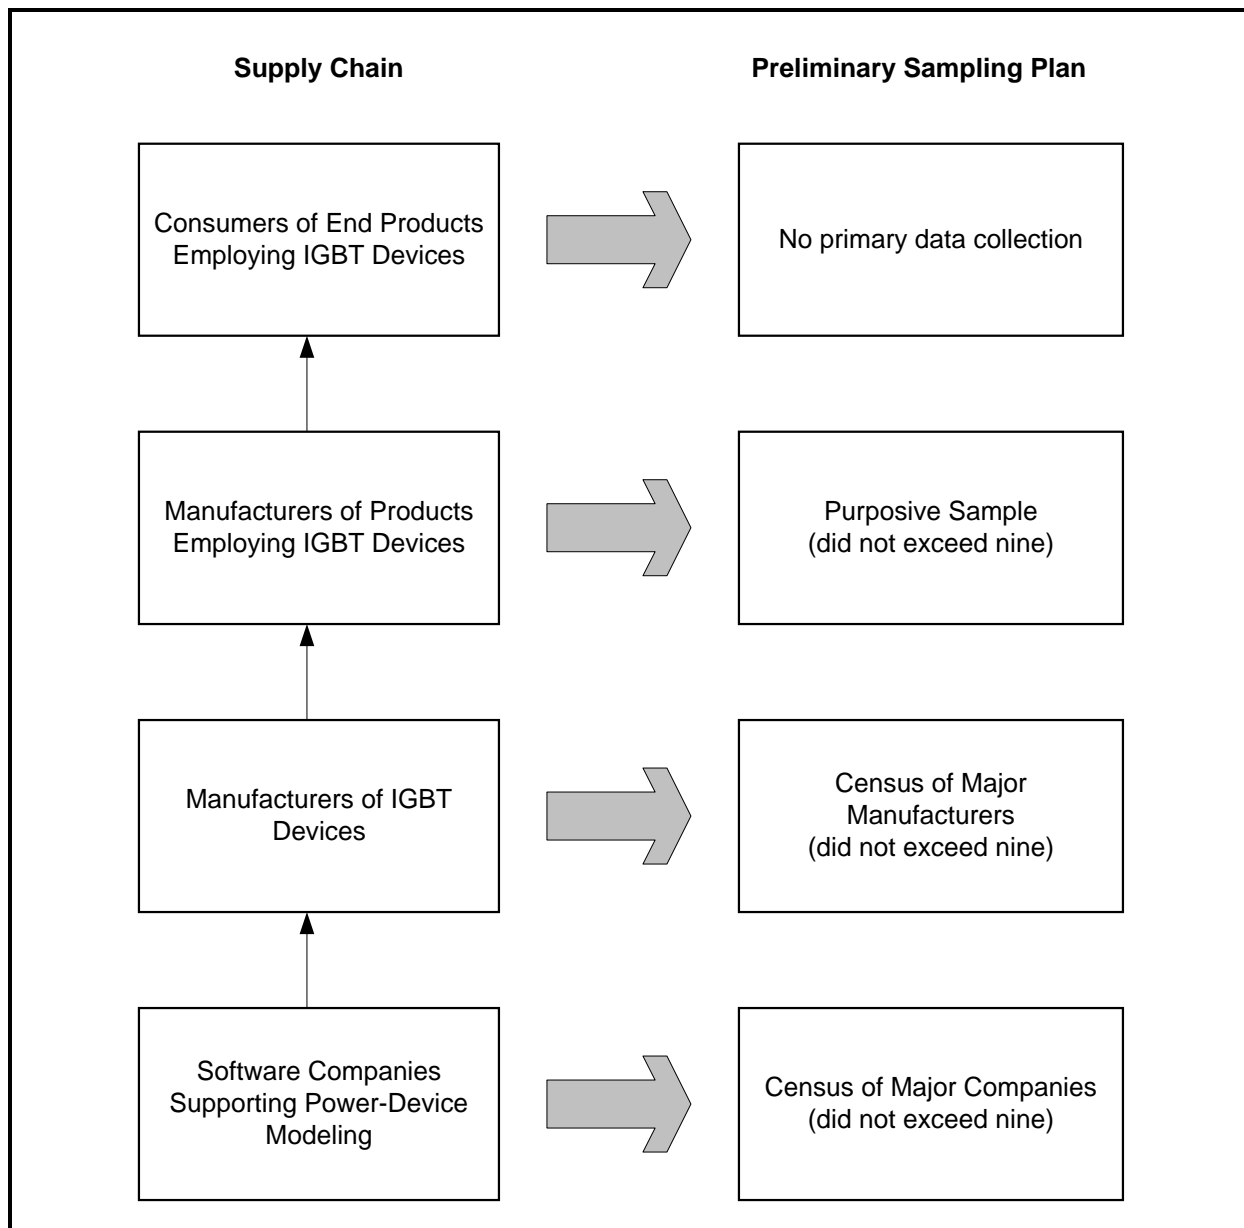 Supply Chain
Preliminary Sampling Plan
Consumers of End Products
Employing IGBT Devices
No primary data collection
Manufacturers of Products
Employing IGBT Devices
Purposive Sample
(did not exceed nine)
Manufacturers of IGBT
Devices
Census of Major
Manufacturers
(did not exceed nine)
Software Companies
Supporting Power-Device
Modeling
Census of Major Companies
(did not exceed nine)